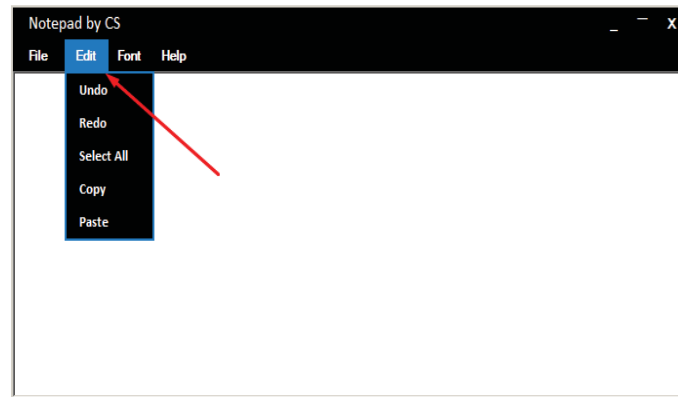 Notepad by CS _ ‾ X
File Edit Font Help
Undo
Redo
Select All
Copy
Paste